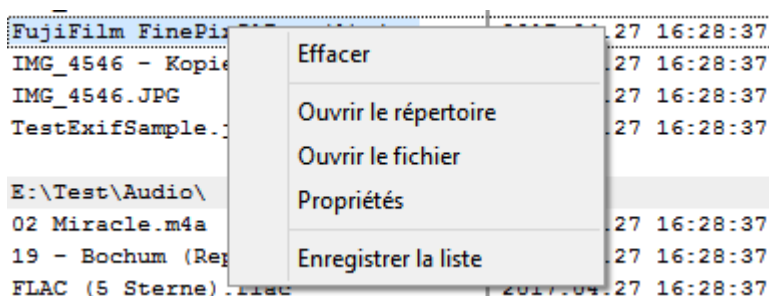 FujiFilm FinePix .27 16:28:37
Effacer
IMG_4546 - Kopie .27 16:28:37
IMG_4546.JPG .27 16:28:37
Ouvrir le répertoire
TestExifSample. .27 16:28:37
Ouvrir le fichier
E:\Test\Audio\
Propriétés
02 Miracle.m4a .27 16:28:37
19 - Bochum (Rep .27 16:28:37
Enregistrer la liste
FLAC (5 Sterne).flac 2017.04.27 16:28:37